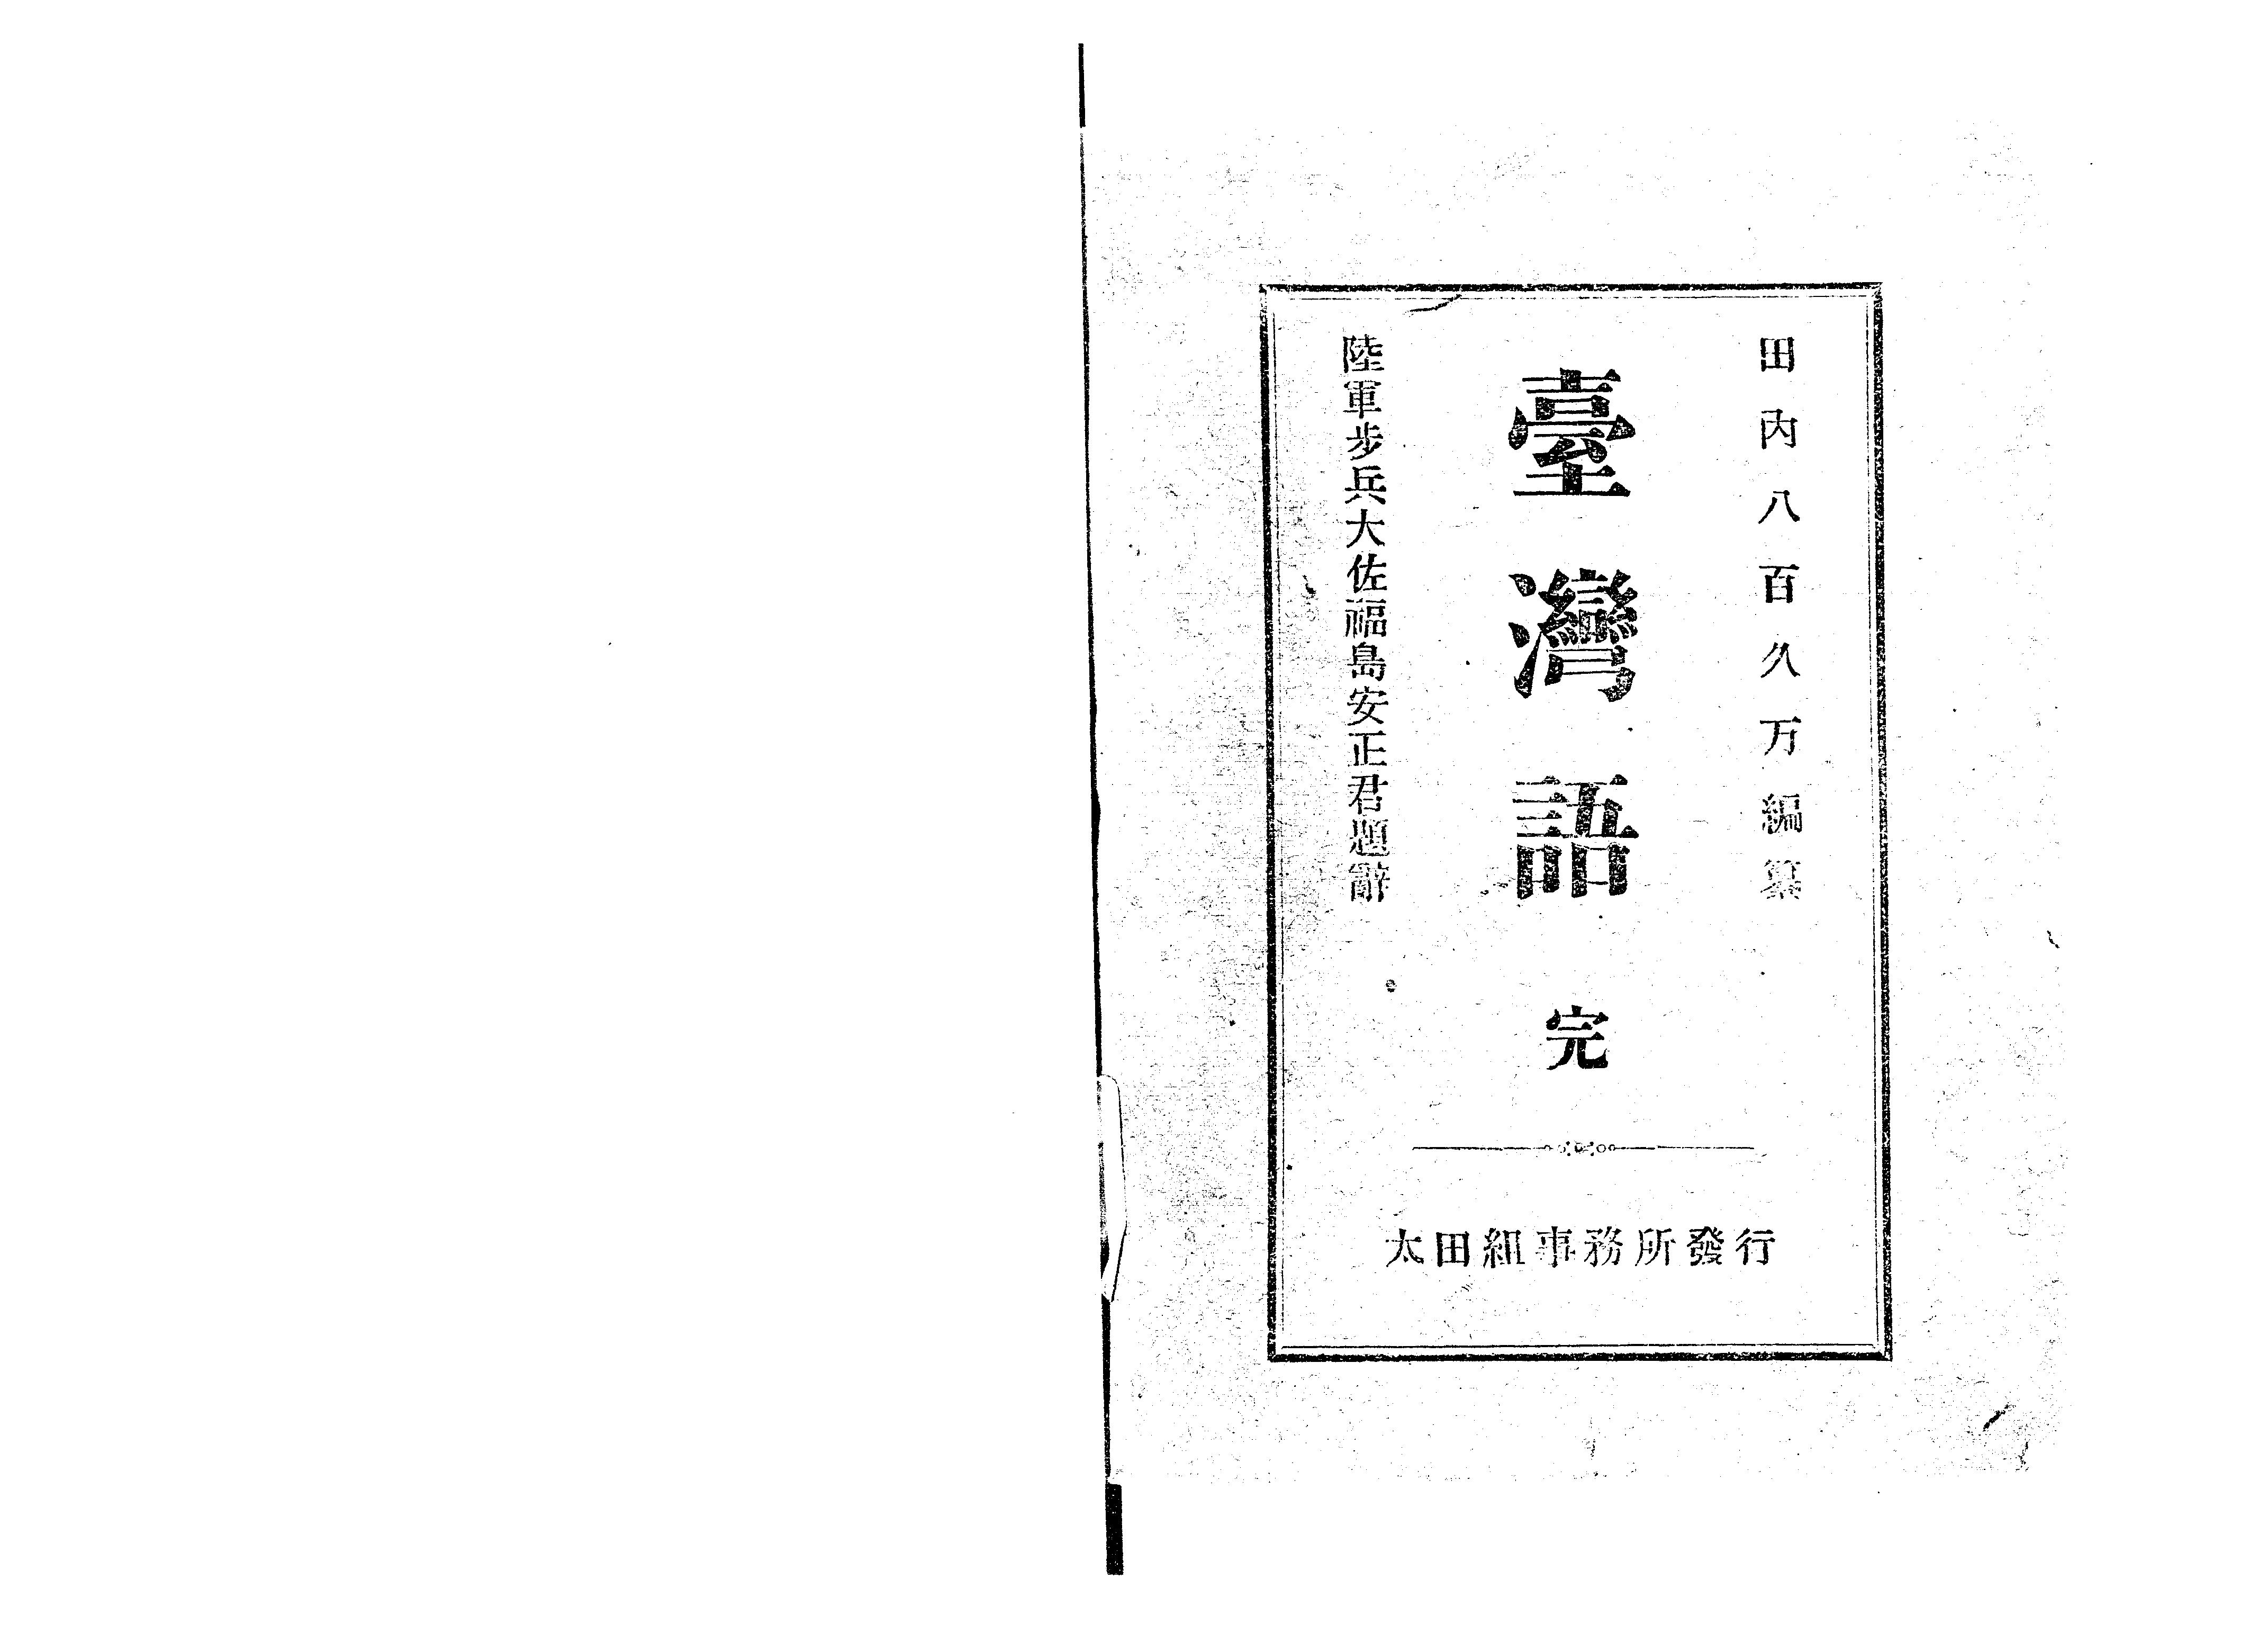 田內八百久万編纂
臺灣語完
陸軍步兵大佐福島安正君題辭
太田組事務所發行